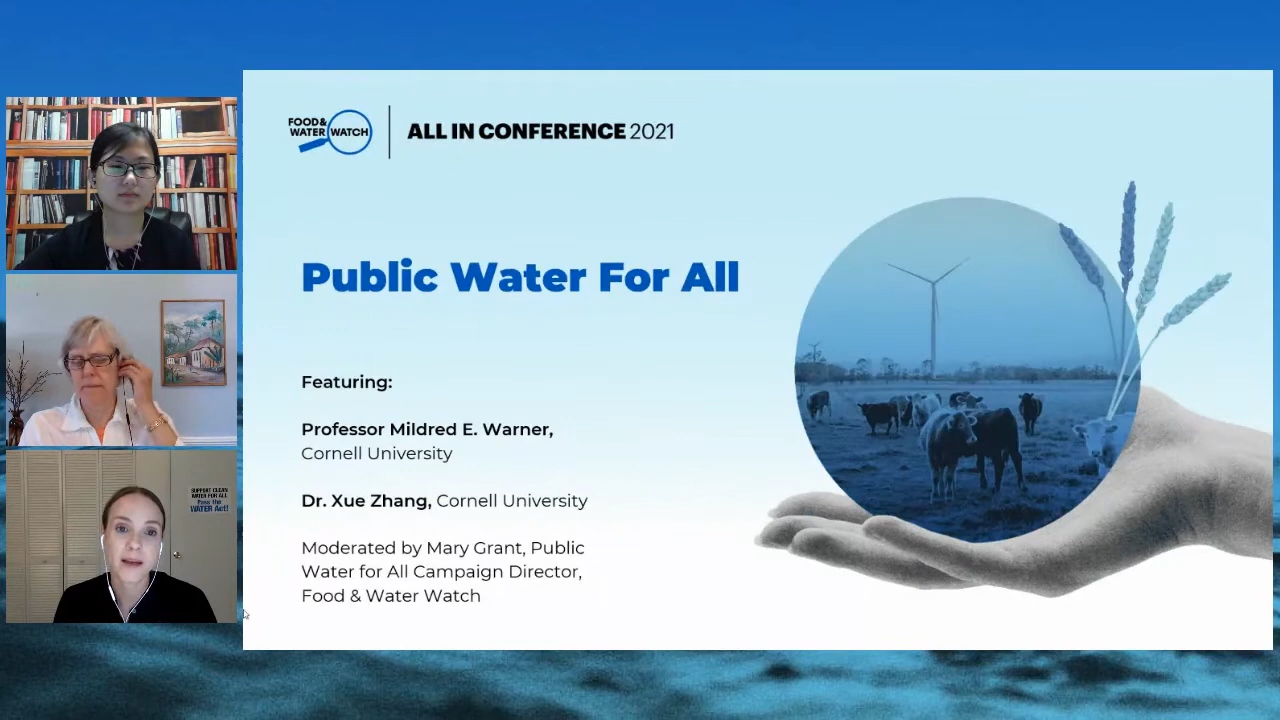 FOOD &
WATER WATCH
ALL IN CONFERENCE 2021
Public Water For All
Featuring:
Professor Mildred E. Warner,
Cornell University
Dr. Xue Zhang, Cornell University
Moderated by Mary Grant, Public
Water for All Campaign Director,
Food & Water Watch
SUPPORT CLEAN
WATER FOR ALL
Pass the
WATER Act!